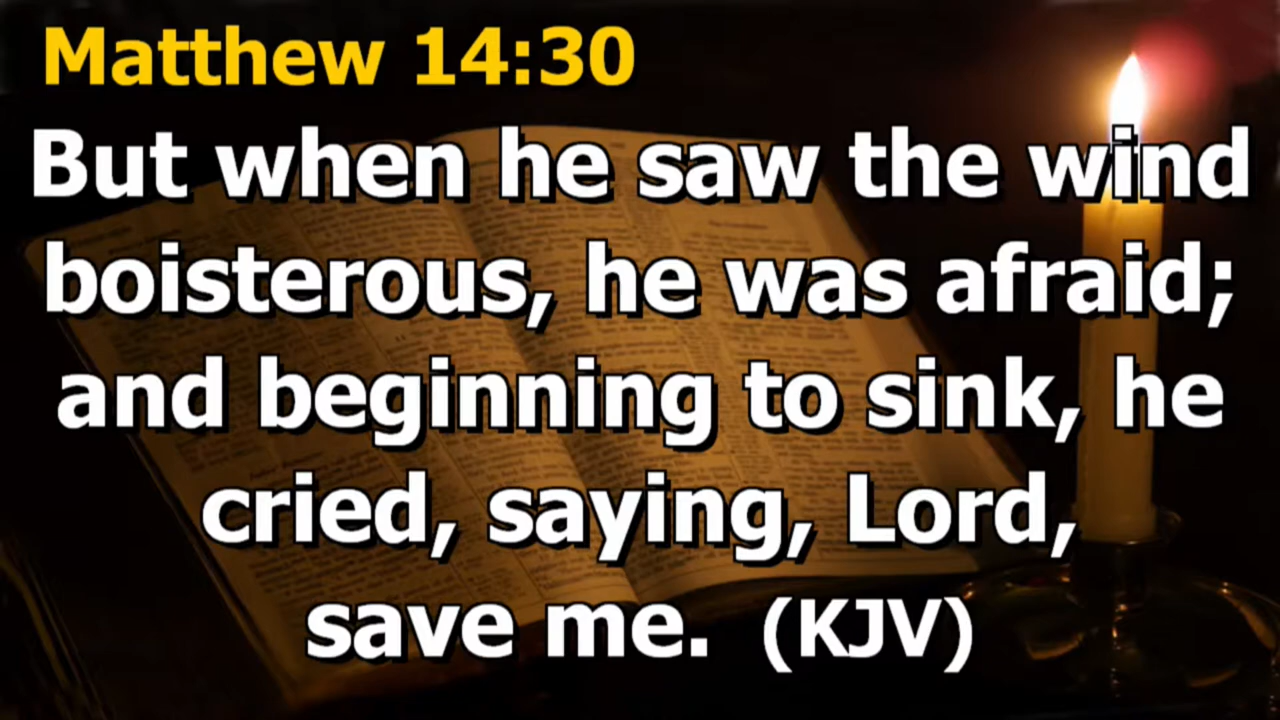 Matthew 14:30
But when he saw the wind
boisterous, he was afraid;
and beginning to sink, he
cried, saying, Lord,
save me. (KJV)